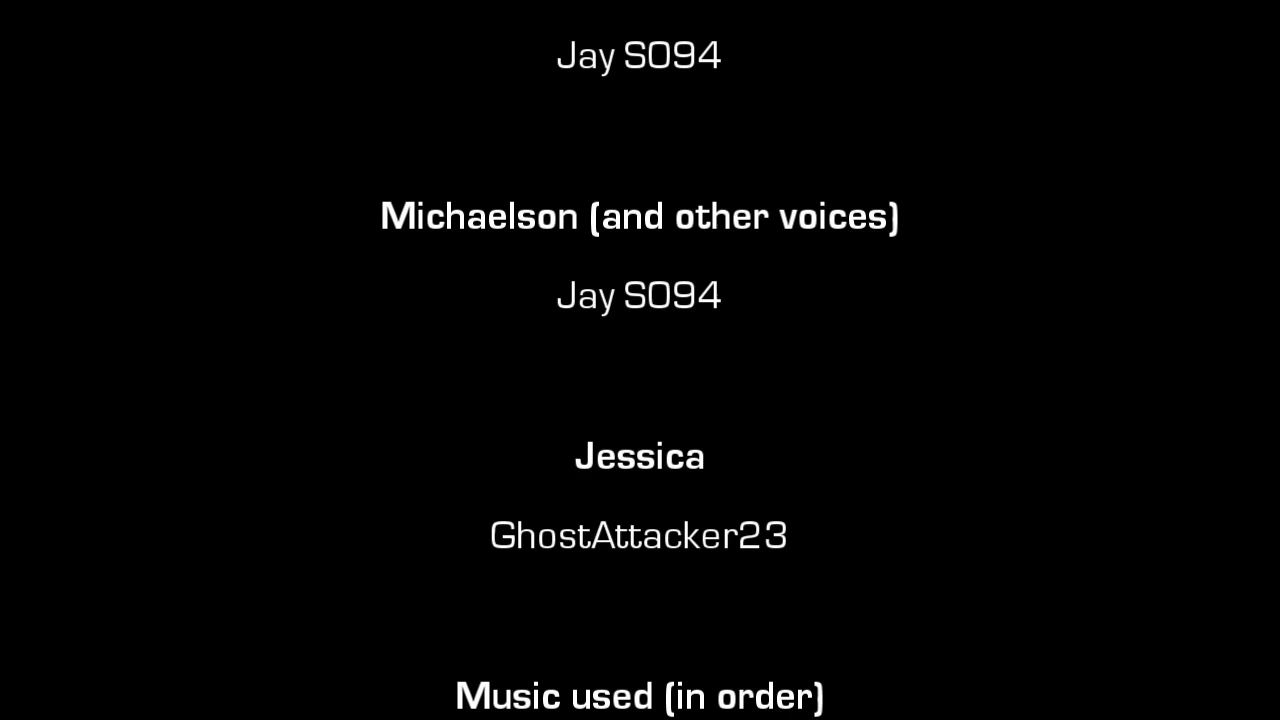 Jay S094
Michaelson (and other voices)
Jay S094
Jessica
GhostAttacker23
Music used (in order)